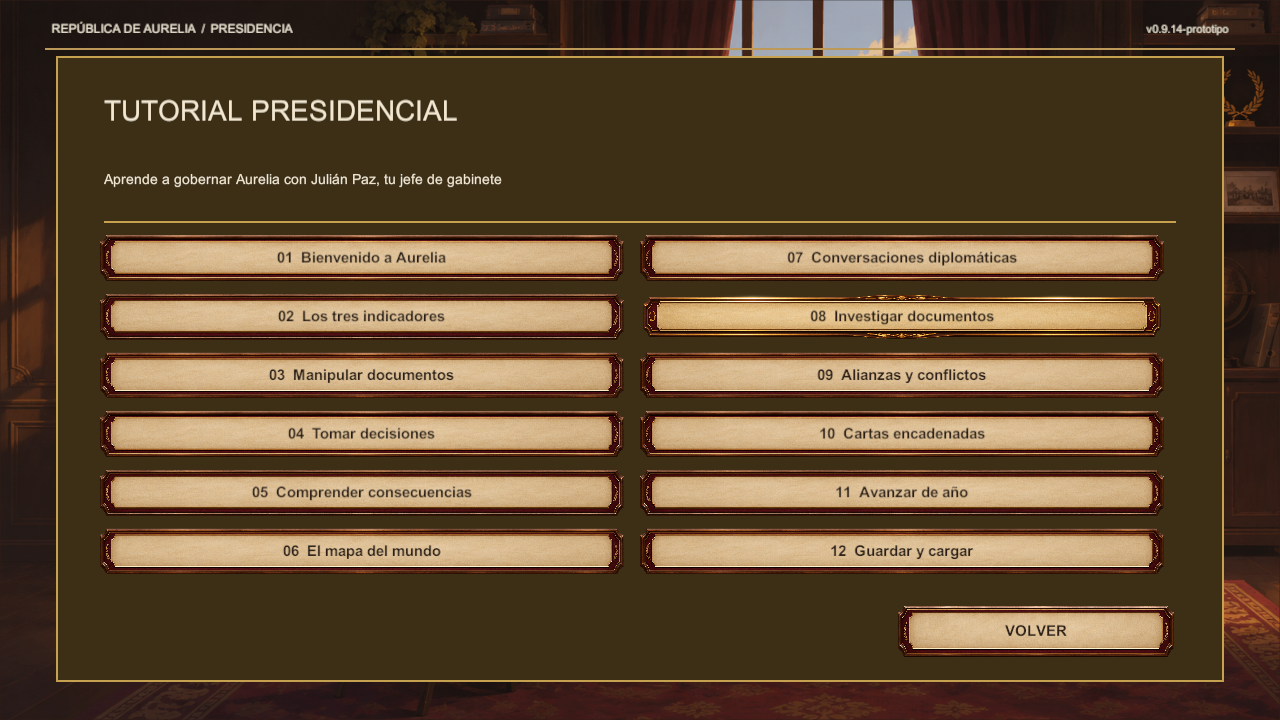 REPÚBLICA DE AURELIA / PRESIDENCIA
v0.9.14-prototipo
TUTORIAL PRESIDENCIAL
Aprende a gobernar Aurelia con Julián Paz, tu jefe de gabinete
01 Bienvenido a Aurelia
02 Los tres indicadores
03 Manipular documentos
04 Tomar decisiones
05 Comprender consecuencias
06 El mapa del mundo
07 Conversaciones diplomáticas
08 Investigar documentos
09 Alianzas y conflictos
10 Cartas encadenadas
11 Avanzar de año
12 Guardar y cargar
VOLVER